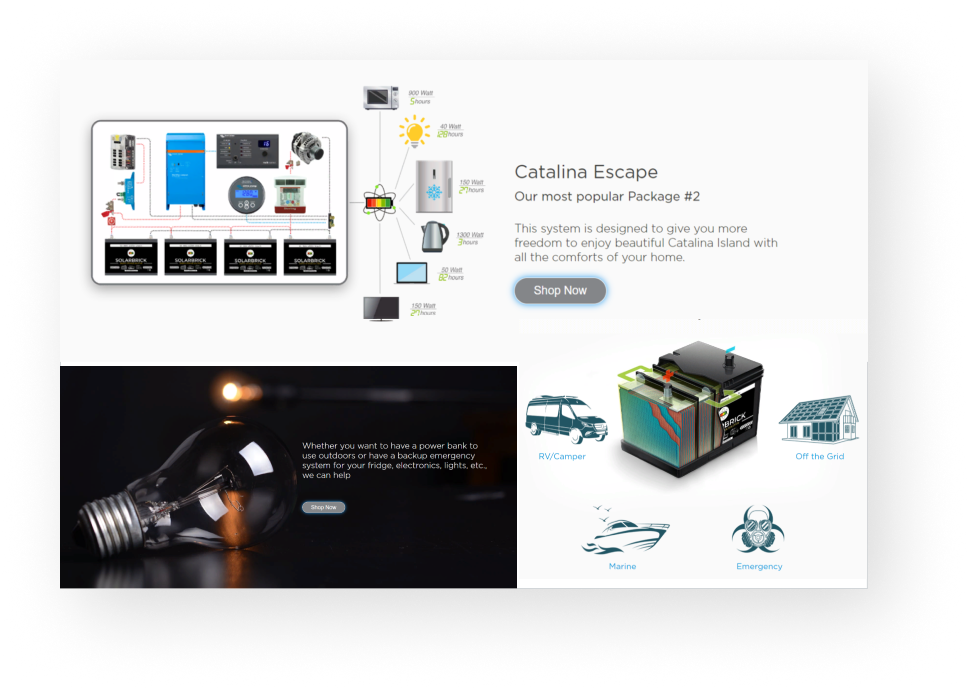 900 Watt
5hours
40 Watt
128hours
150 Watt
27hours
1300 Watt
3hours
50 Watt
82hours
150 Watt
27hours
SOLARBRICK
SOLARBRICK
SOLARBRICK
SOLARBRICK
Catalina Escape
Our most popular Package #2
This system is designed to give you more
freedom to enjoy beautiful Catalina Island with
all the comforts of your home.
Shop Now
Whether you want to have a power bank to
use outdoors or have a backup emergency
system for your fridge, electronics, lights, etc.,
we can help
Shop Now
RV/Camper
Off the Grid
Marine
Emergency